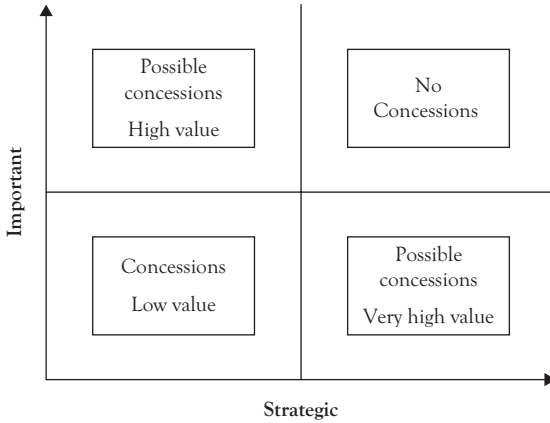 Important
Possible
concessions
High value
No
Concessions
Concessions
Low value
Possible
concessions
Very high value
Strategic